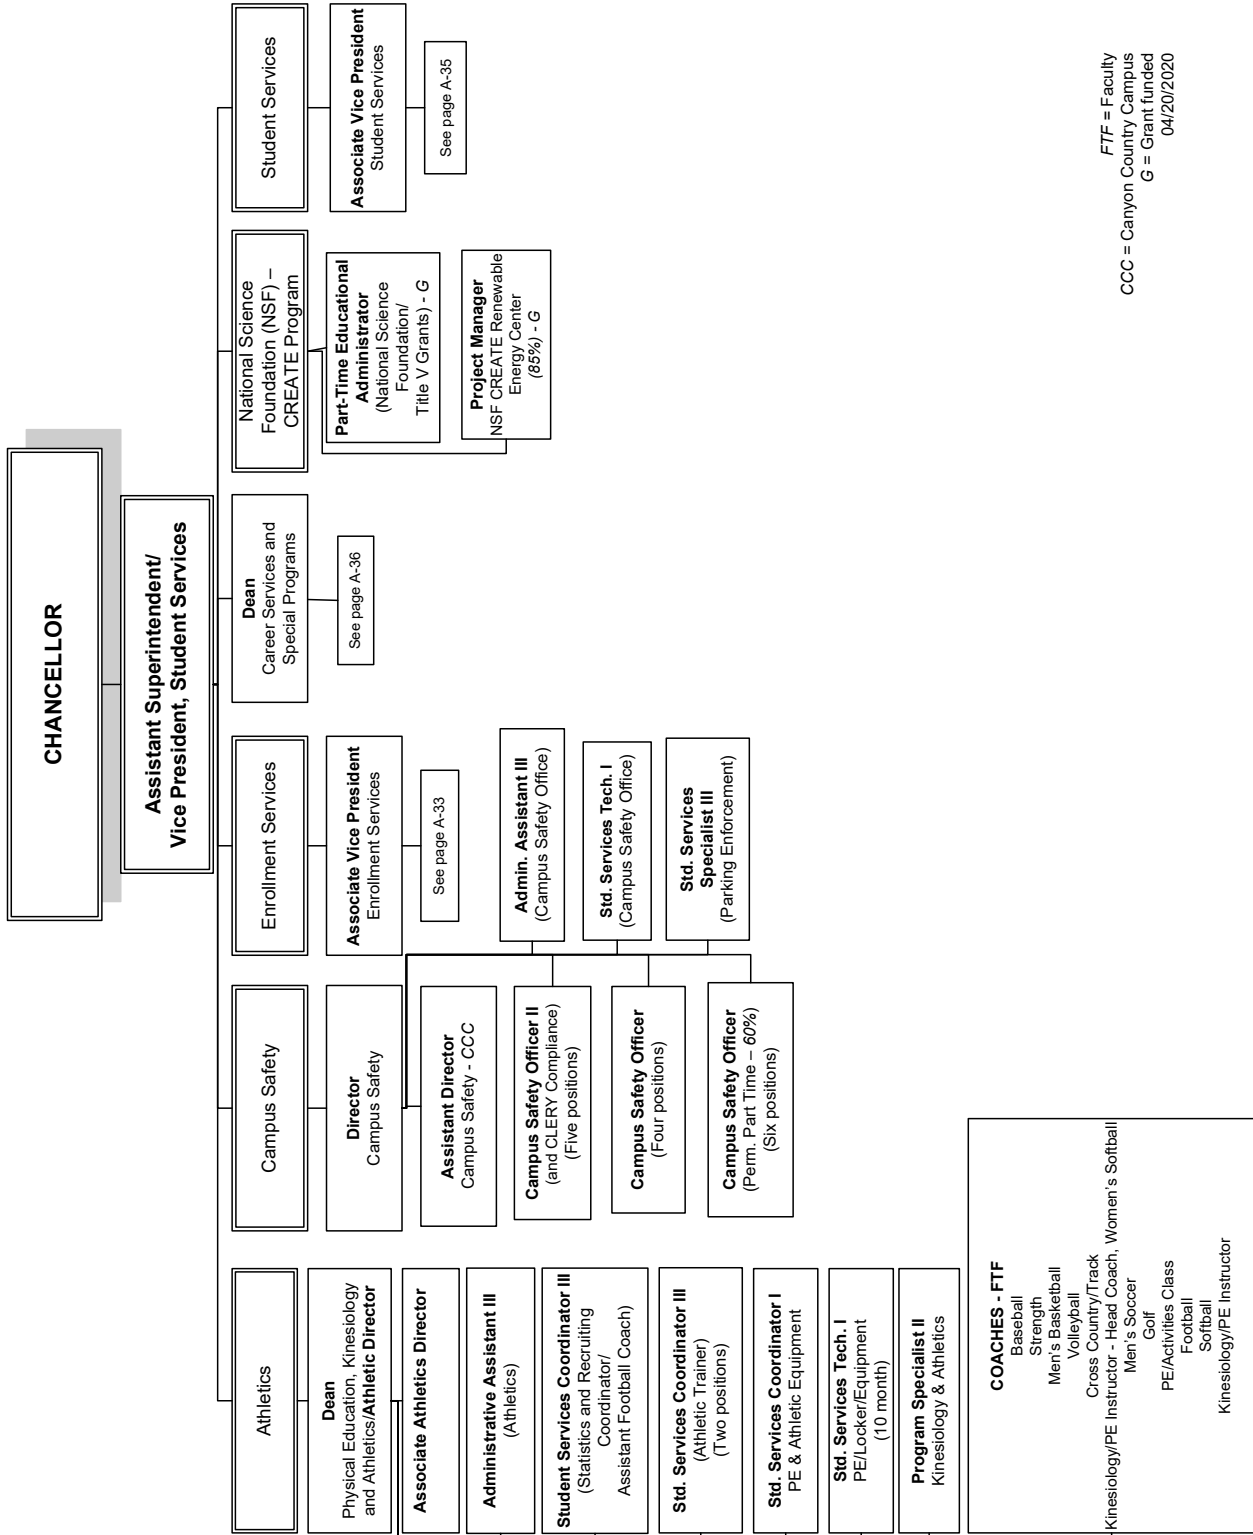 CHANCELLOR
Assistant Superintendent/
Vice President, Student Services
Athletics
Dean
Physical Education, Kinesiology
and Athletics/Athletic Director
Associate Athletics Director
Administrative Assistant III
(Athletics)
Student Services Coordinator III
(Statistics and Recruiting
Coordinator/
Assistant Football Coach)
Std. Services Coordinator III
(Athletic Trainer)
(Two positions)
Std. Services Coordinator I
PE & Athletic Equipment
Std. Services Tech. I
PE/Locker/Equipment
(10 month)
Program Specialist II
Kinesiology & Athletics
COACHES - FTF
Baseball
Strength
Men's Basketball
Volleyball
Cross Country/Track
Kinesiology/PE Instructor - Head Coach, Women's Softball
Men's Soccer
Golf
PE/Activities Class
Football
Softball
Kinesiology/PE Instructor
Campus Safety
Director
Campus Safety
Assistant Director
Campus Safety - CCC
Campus Safety Officer II
(and CLERY Compliance)
(Five positions)
Campus Safety Officer
(Four positions)
Campus Safety Officer
(Perm. Part Time – 60%)
(Six positions)
Admin. Assistant III
(Campus Safety Office)
Std. Services Tech. I
(Campus Safety Office)
Std. Services
Specialist III
(Parking Enforcement)
Enrollment Services
Associate Vice President
Enrollment Services
See page A-33
Dean
Career Services and
Special Programs
See page A-36
National Science
Foundation (NSF) –
CREATE Program
Part-Time Educational
Administrator
(National Science
Foundation/
Title V Grants) - G
Project Manager
NSF CREATE Renewable
Energy Center
(85%) - G
Student Services
Associate Vice President
Student Services
See page A-35
FTF = Faculty
CCC = Canyon Country Campus
G = Grant funded
04/20/2020